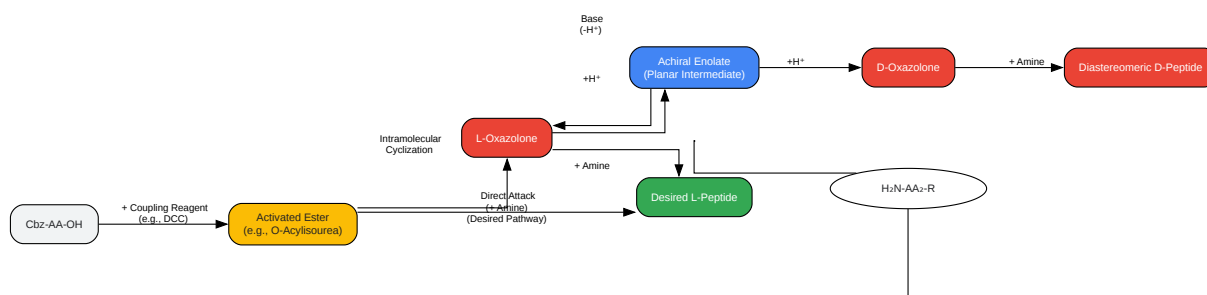 Base
(-H⁺)
Achiral Enolate
(Planar Intermediate)
+H⁺
D-Oxazolone
+ Amine
Diastereomeric D-Peptide
+H⁺
L-Oxazolone
Intramolecular
Cyclization
+ Amine
H₂N-AA₂-R
Desired L-Peptide
Direct Attack
(+ Amine)
(Desired Pathway)
+ Coupling Reagent
(e.g., DCC)
Cbz-AA-OH
Activated Ester
(e.g., O-Acylisourea)